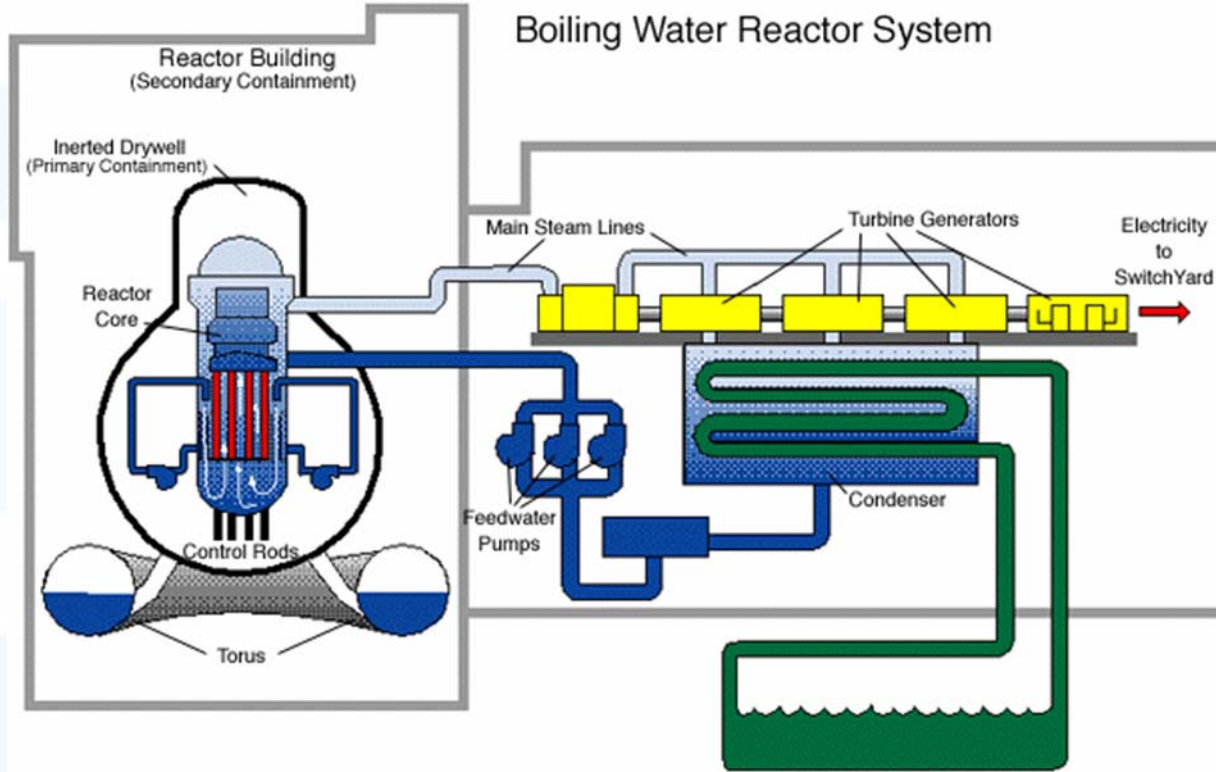 Boiling Water Reactor System
Reactor Building
(Secondary Containment)
Inerted Drywell
(Primary Containment)
Main Steam Lines
Turbine Generators
Electricity
to
SwitchYard
Reactor
Core
Condenser
Feedwater
Pumps
Control Rods
Torus